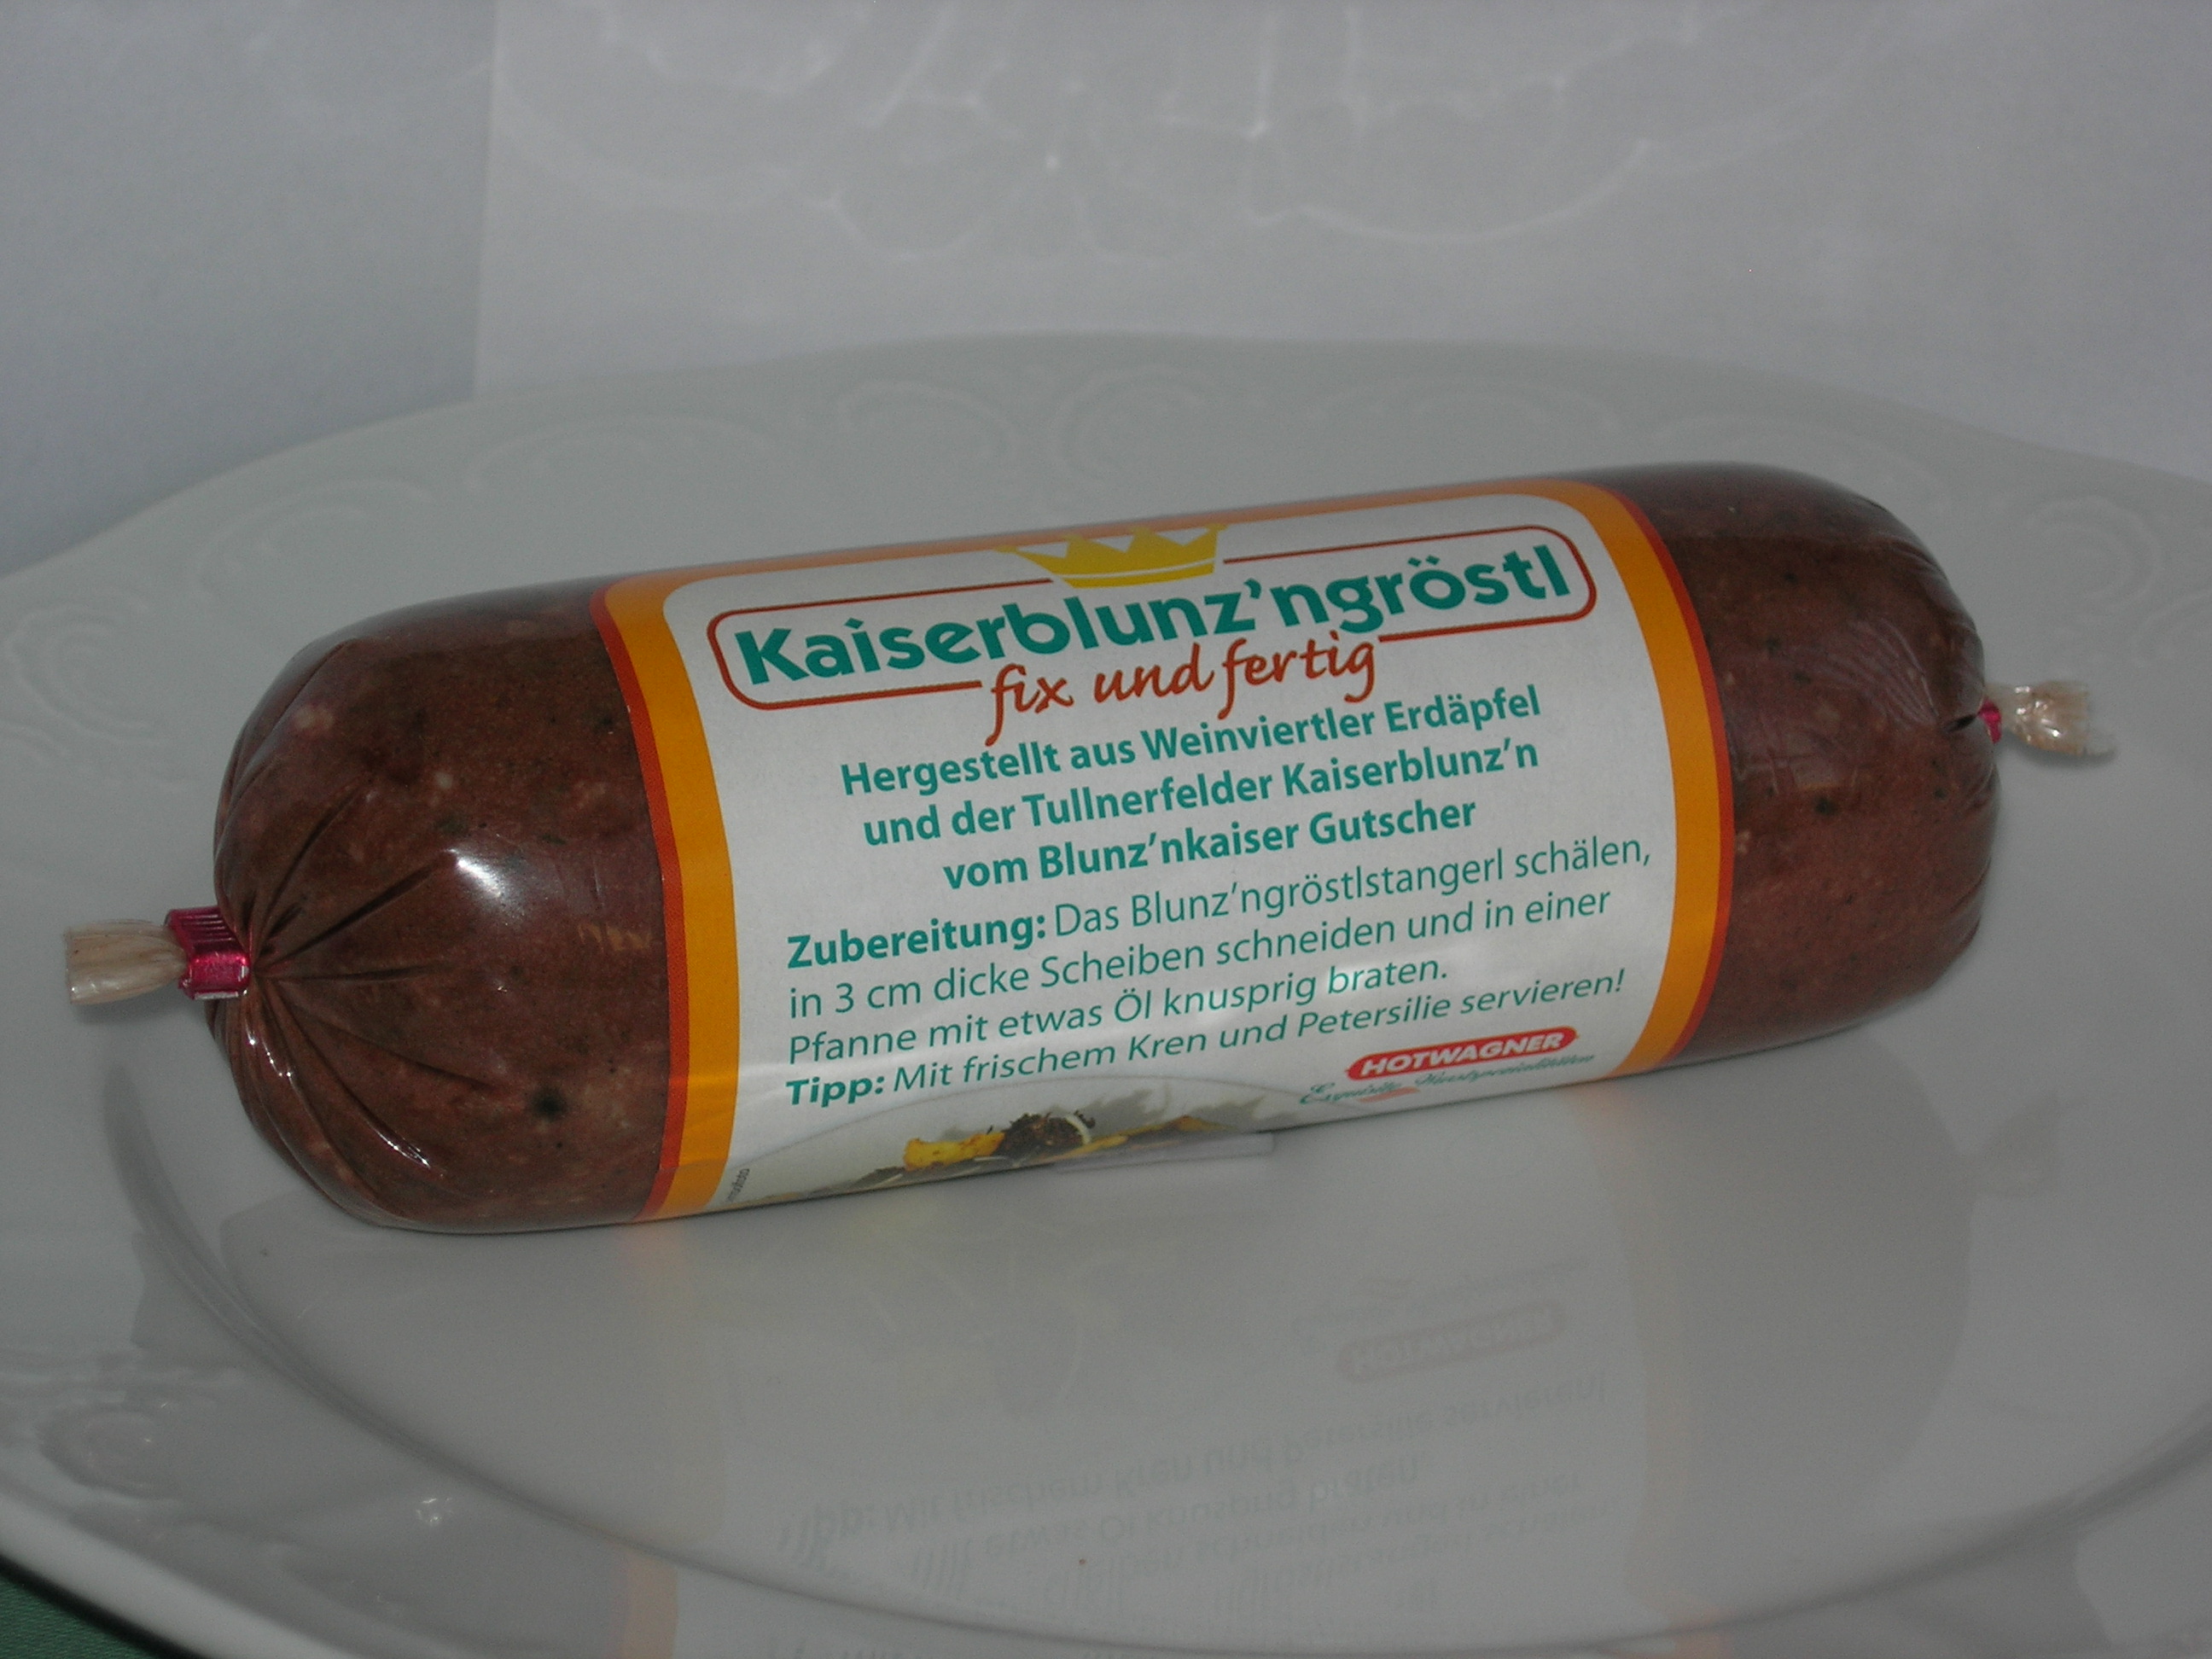 Kaiserblunz'ngröstl
fix und fertig
Hergestellt aus Weinviertler Erdäpfel
und der Tullnerfelder Kaiserblunz'n
vom Blunz'nkaiser Gutscher
Zubereitung: Das Blunz'ngröstlstangerl schälen,
in 3 cm dicke Scheiben schneiden und in einer
Pfanne mit etwas Öl knusprig braten.
Tipp: Mit frischem Kren und Petersilie servieren!
HOTWAGNER
Exquisite Wurstspezialitäten